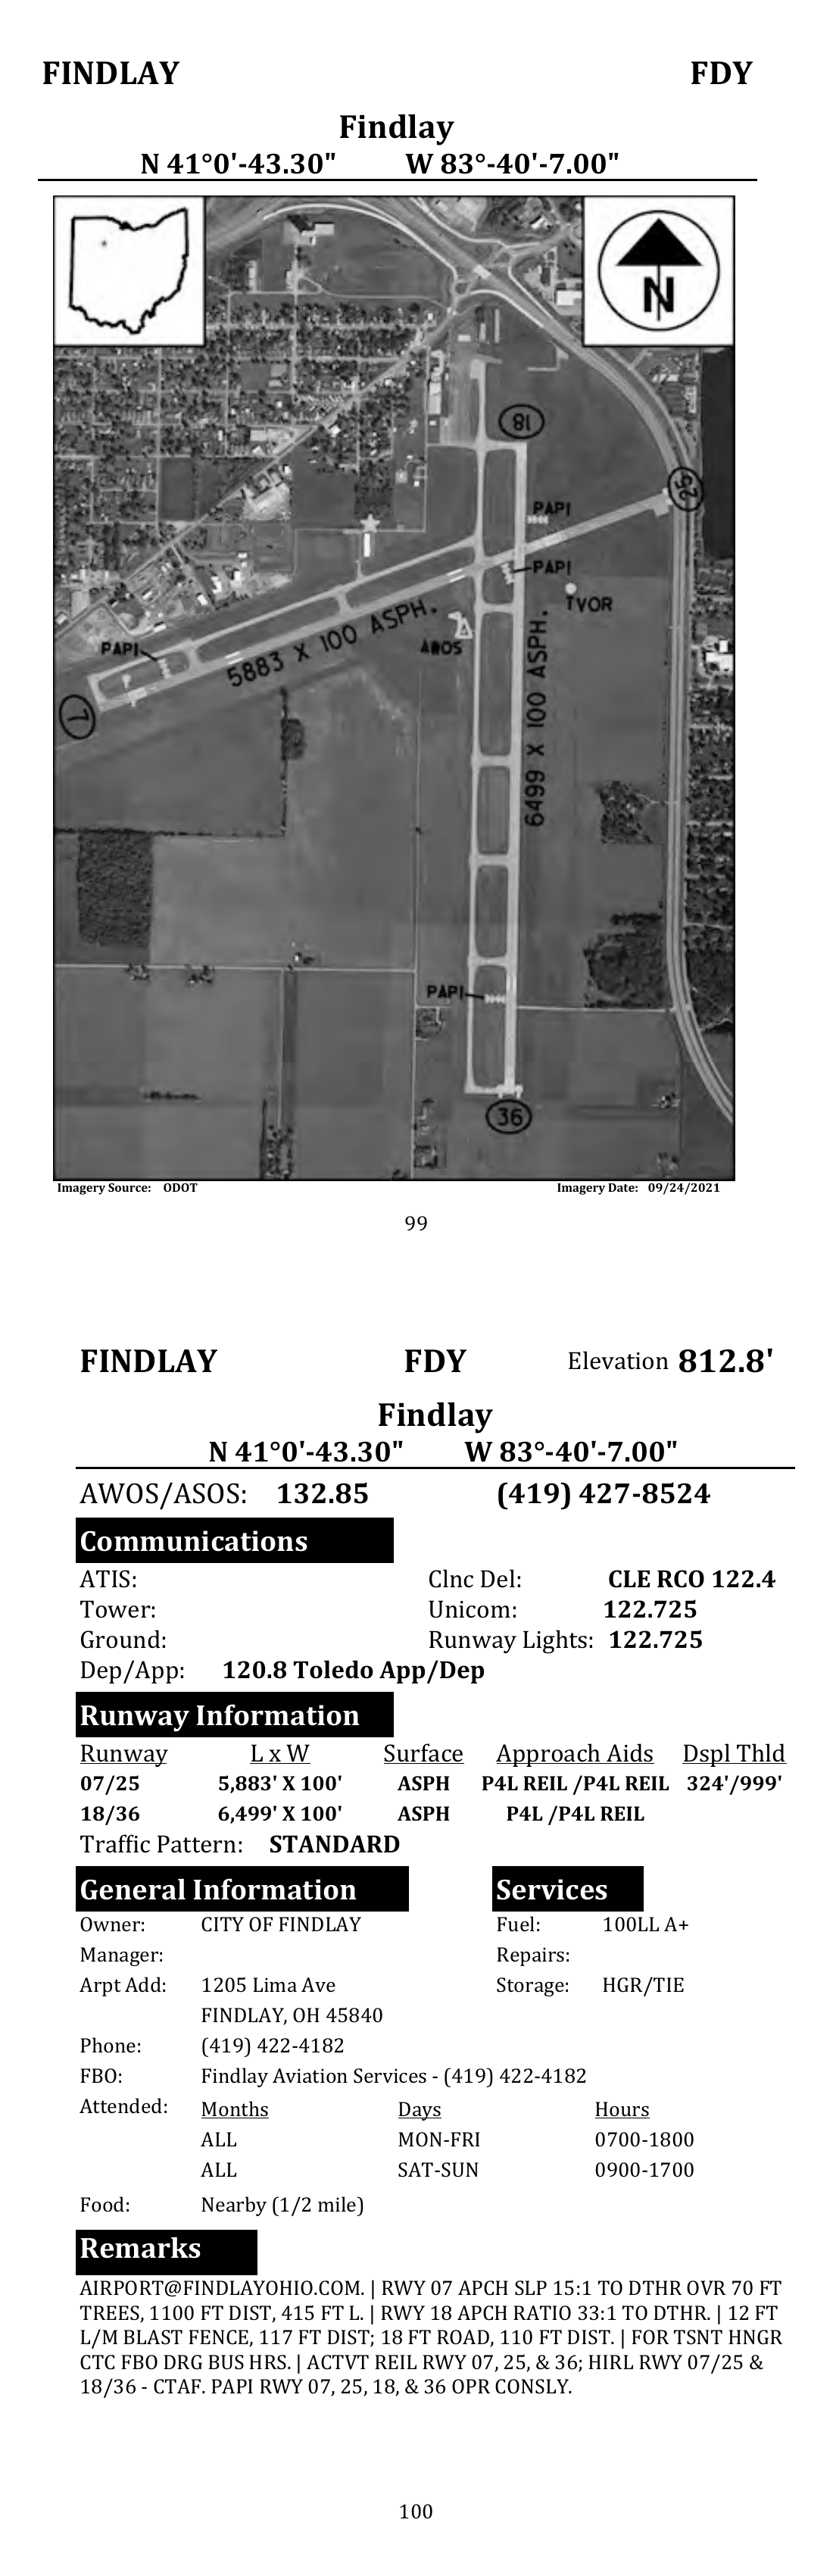 FINDLAY FDY
Findlay
N 41°0'-43.30" W 83°-40'-7.00"
N
18
25
PAPI
PAPI
TVOR
5883 X 100 ASPH.
AWOS
PAPI
7
6499 X 100 ASPH.
PAPI
36
Imagery Source: ODOT Imagery Date: 09/24/2021
99
FINDLAY FDY Elevation 812.8'
Findlay
N 41°0'-43.30" W 83°-40'-7.00"
AWOS/ASOS: 132.85 (419) 427-8524
Communications
ATIS: Clnc Del: CLE RCO 122.4
Tower: Unicom: 122.725
Ground: Runway Lights: 122.725
Dep/App: 120.8 Toledo App/Dep
Runway Information
Runway L x W Surface Approach Aids Dspl Thld
07/25 5,883' X 100' ASPH P4L REIL /P4L REIL 324'/999'
18/36 6,499' X 100' ASPH P4L /P4L REIL
Traffic Pattern: STANDARD
General Information Services
Owner: CITY OF FINDLAY Fuel: 100LL A+
Manager: Repairs:
Arpt Add: 1205 Lima Ave Storage: HGR/TIE
FINDLAY, OH 45840
Phone: (419) 422-4182
FBO: Findlay Aviation Services - (419) 422-4182
Attended: Months Days Hours
ALL MON-FRI 0700-1800
ALL SAT-SUN 0900-1700
Food: Nearby (1/2 mile)
Remarks
AIRPORT@FINDLAYOHIO.COM. | RWY 07 APCH SLP 15:1 TO DTHR OVR 70 FT
TREES, 1100 FT DIST, 415 FT L. | RWY 18 APCH RATIO 33:1 TO DTHR. | 12 FT
L/M BLAST FENCE, 117 FT DIST; 18 FT ROAD, 110 FT DIST. | FOR TSNT HNGR
CTC FBO DRG BUS HRS. | ACTVT REIL RWY 07, 25, & 36; HIRL RWY 07/25 &
18/36 - CTAF. PAPI RWY 07, 25, 18, & 36 OPR CONSLY.
100